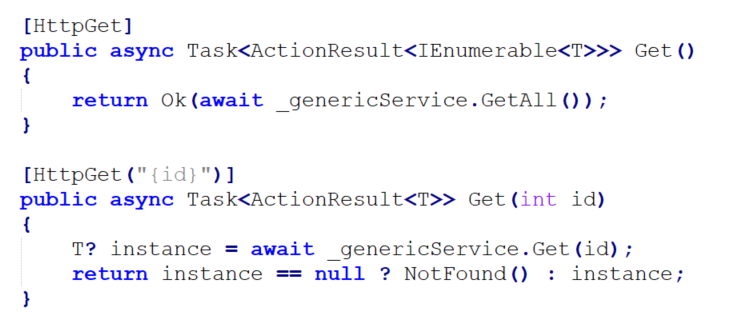 [HttpGet]
public async Task<ActionResult<IEnumerable<T>>> Get()
{
    return Ok(await _genericService.GetAll());
}

[HttpGet("{id}")]
public async Task<ActionResult<T>> Get(int id)
{
    T? instance = await _genericService.Get(id);
    return instance == null ? NotFound() : instance;
}